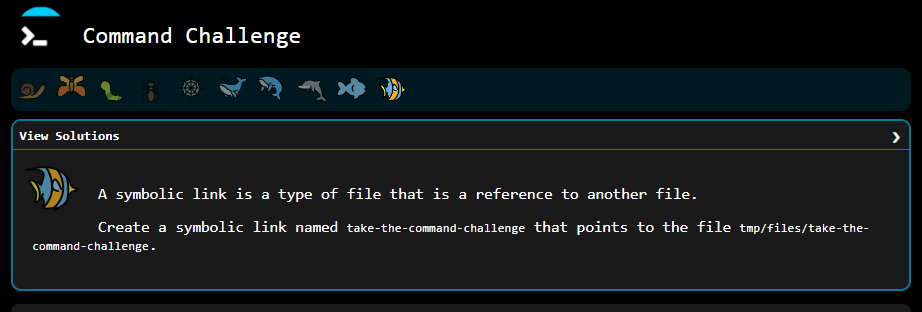 Command Challenge
View Solutions
A symbolic link is a type of file that is a reference to another file.
Create a symbolic link named take-the-command-challenge that points to the file tmp/files/take-the-
command-challenge.